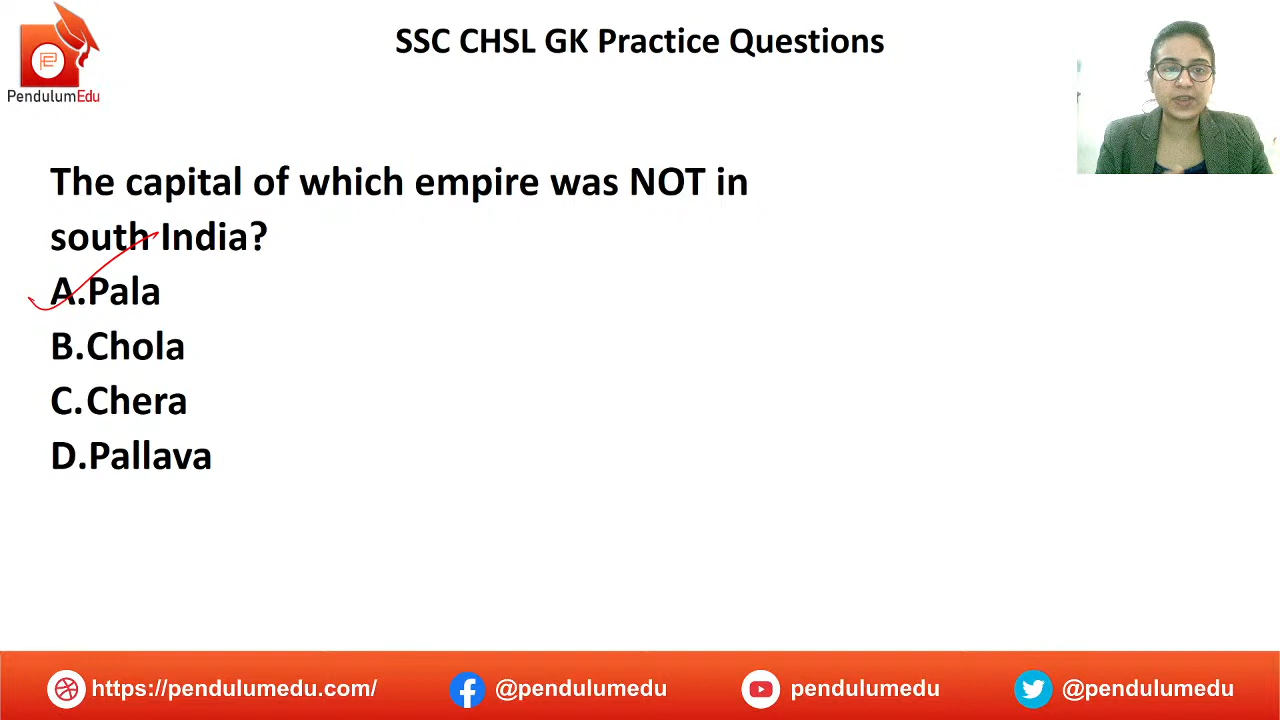 SSC CHSL GK Practice Questions
PendulumEdu
The capital of which empire was NOT in
south India?
A.Pala
B.Chola
C.Chera
D.Pallava
https://pendulumedu.com/
@pendulumedu
pendulumedu
@pendulumedu